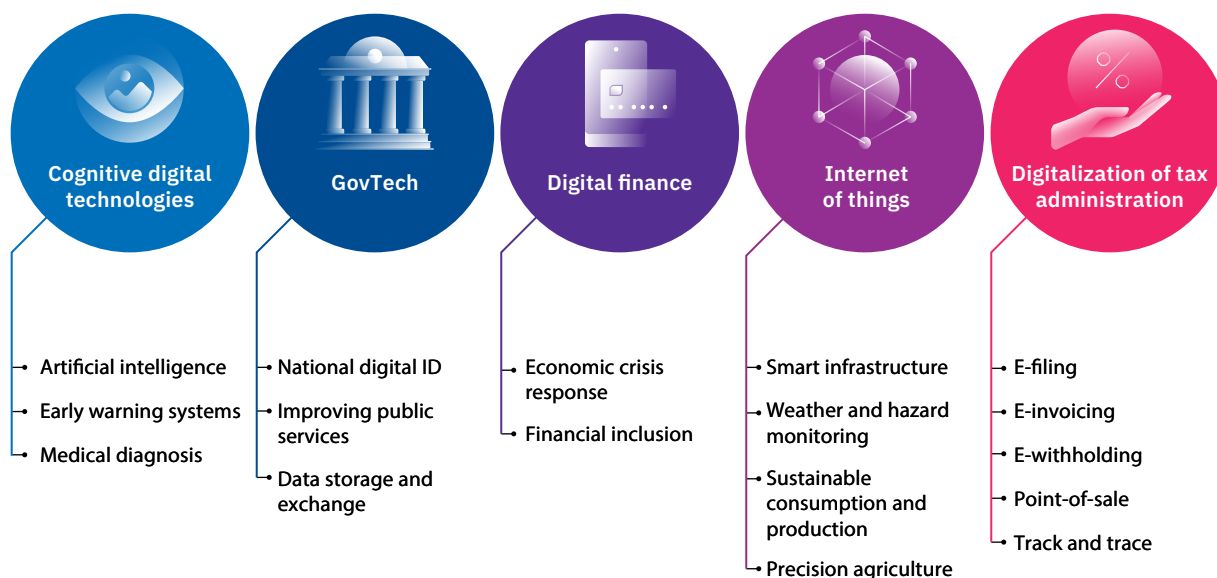 Cognitive digital
technologies
Artificial intelligence
Early warning systems
Medical diagnosis
GovTech
National digital ID
Improving public
services
Data storage and
exchange
Digital finance
Economic crisis
response
Financial inclusion
Internet
of things
Smart infrastructure
Weather and hazard
monitoring
Sustainable
consumption and
production
Precision agriculture
Digitalization of tax
administration
E-filing
E-invoicing
E-withholding
Point-of-sale
Track and trace